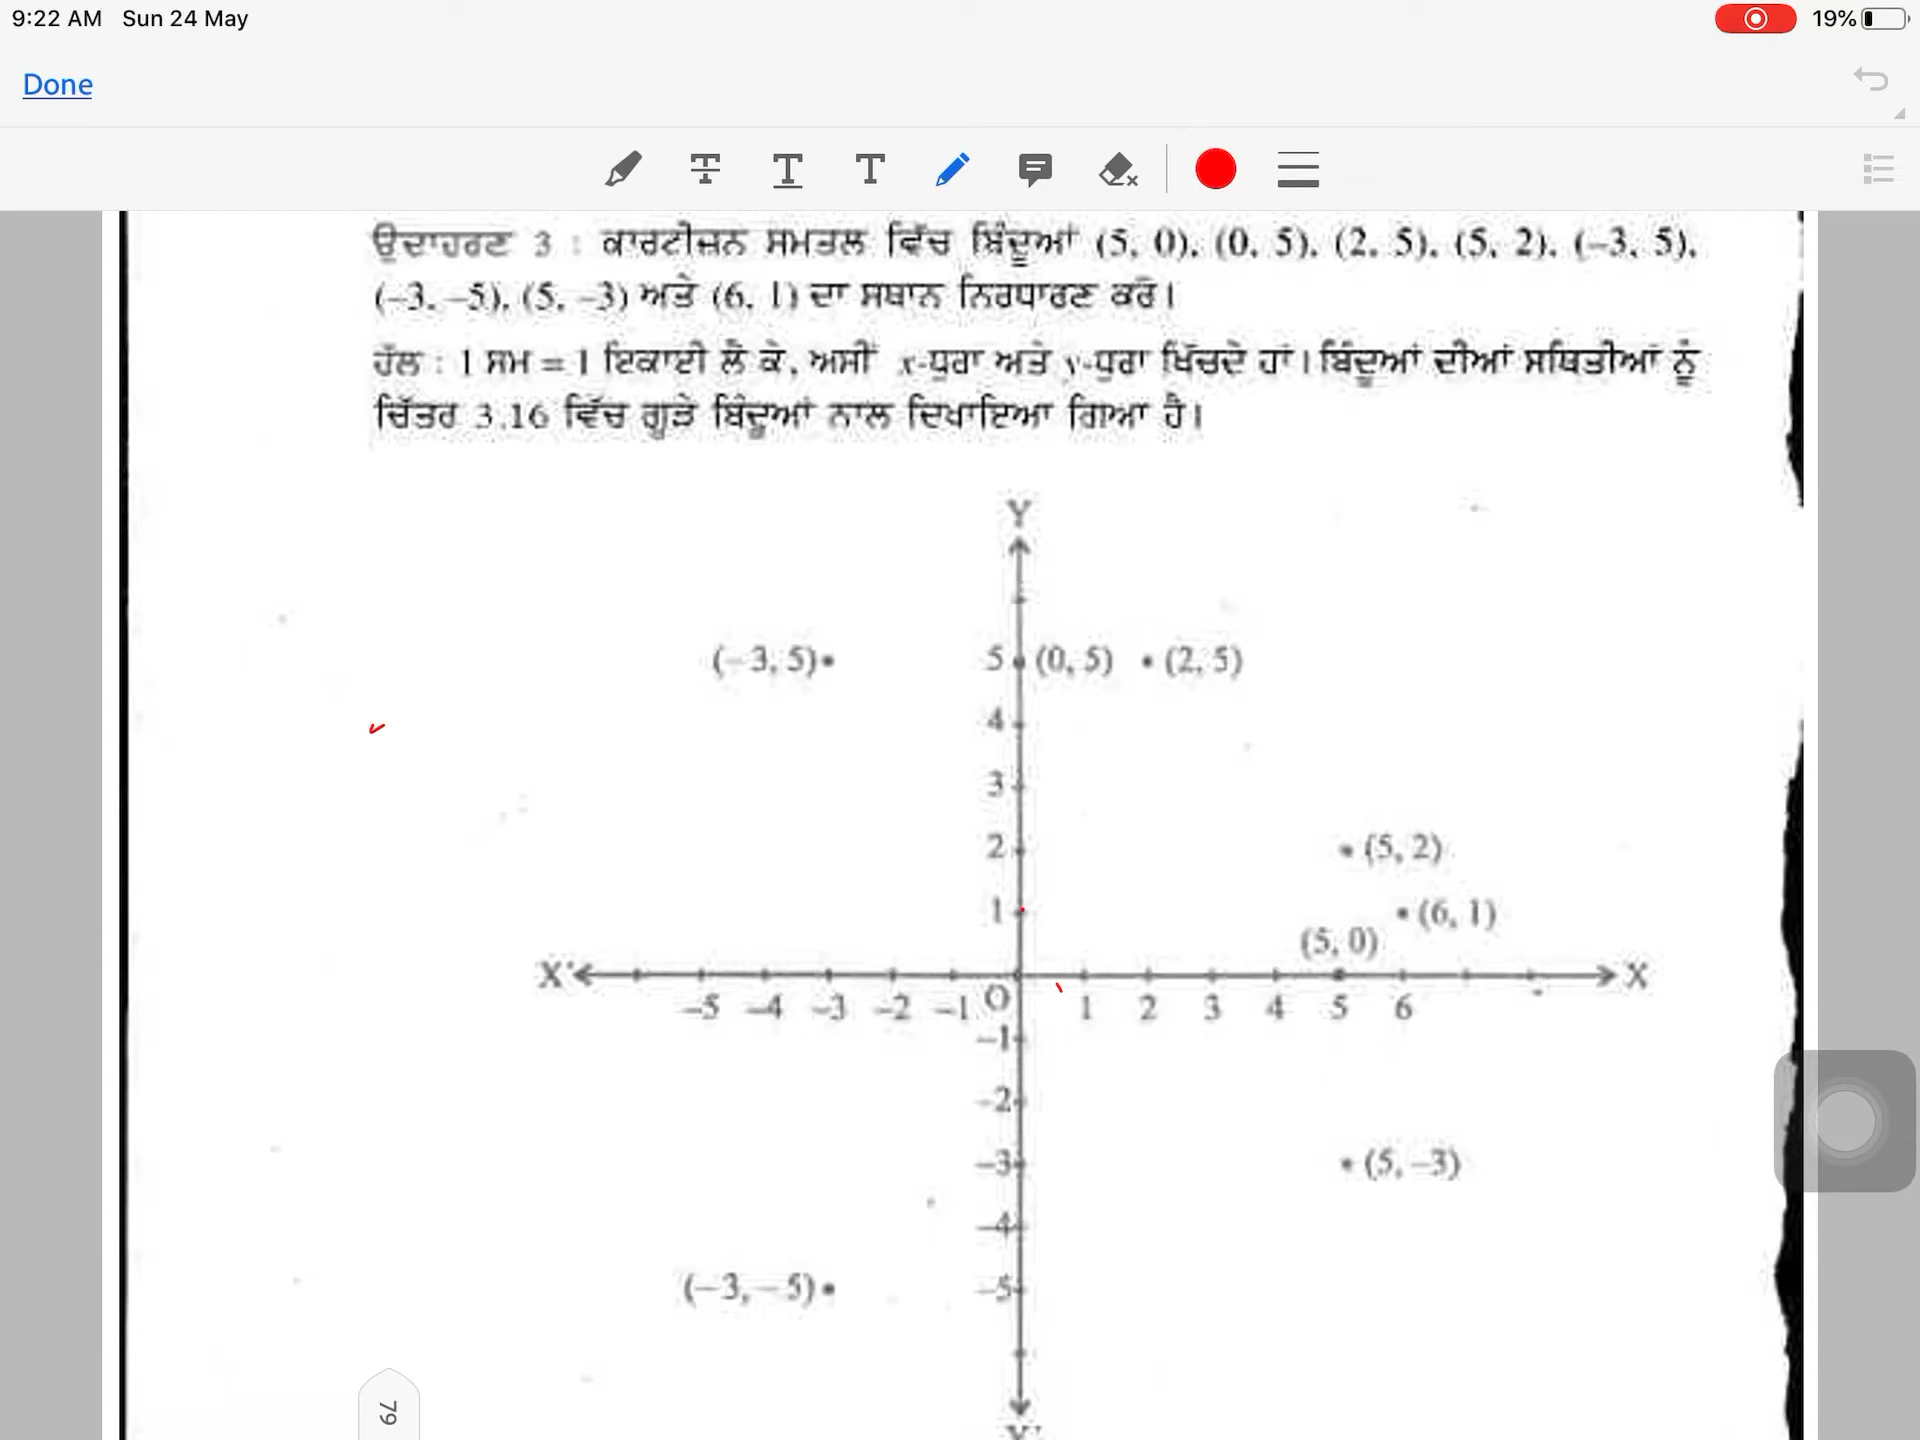 9:22 AM Sun 24 May
19%
Done
ਉਦਾਹਰਣ 3 : ਕਾਰਟੀਜ਼ਨ ਸਮਤਲ ਵਿੱਚ ਬਿੰਦੂਆਂ (5, 0), (0, 5), (2, 5), (5, 2), (–3, 5),
(–3, –5), (5, –3) ਅਤੇ (6, 1) ਦਾ ਸਥਾਨ ਨਿਰਧਾਰਣ ਕਰੋ।
ਹੱਲ : 1 ਸਮ = 1 ਇਕਾਈ ਲੈ ਕੇ, ਅਸੀਂ x-ਧੁਰਾ ਅਤੇ y-ਧੁਰਾ ਖਿੱਚਦੇ ਹਾਂ। ਬਿੰਦੂਆਂ ਦੀਆਂ ਸਥਿਤੀਆਂ ਨੂੰ
ਚਿੱਤਰ 3.16 ਵਿੱਚ ਗੂੜੇ ਬਿੰਦੂਆਂ ਨਾਲ ਦਿਖਾਇਆ ਗਿਆ ਹੈ।
Y
(–3, 5) 5 (0, 5) (2, 5)
4
3
2 (5, 2)
1 (6, 1)
(5, 0)
X' X
–5 –4 –3 –2 –1 O 1 2 3 4 5 6
–1
–2
–3 (5, –3)
–4
(–3, – 5) –5
Y'
79